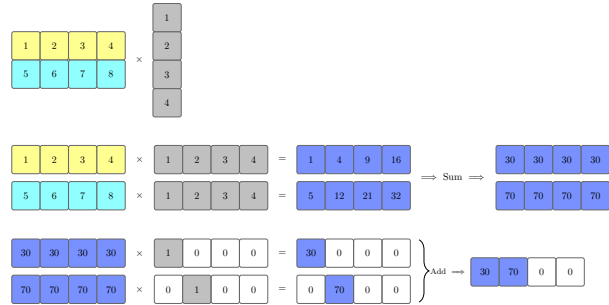 1
1 2 3 4 × 2
5 6 7 8 3
4
1 2 3 4 × 1 2 3 4 = 1 4 9 16 30 30 30 30
⟹ Sum ⟹
5 6 7 8 × 1 2 3 4 = 5 12 21 32 70 70 70 70
30 30 30 30 × 1 0 0 0 = 30 0 0 0
Add ⟹ 30 70 0 0
70 70 70 70 × 0 1 0 0 = 0 70 0 0